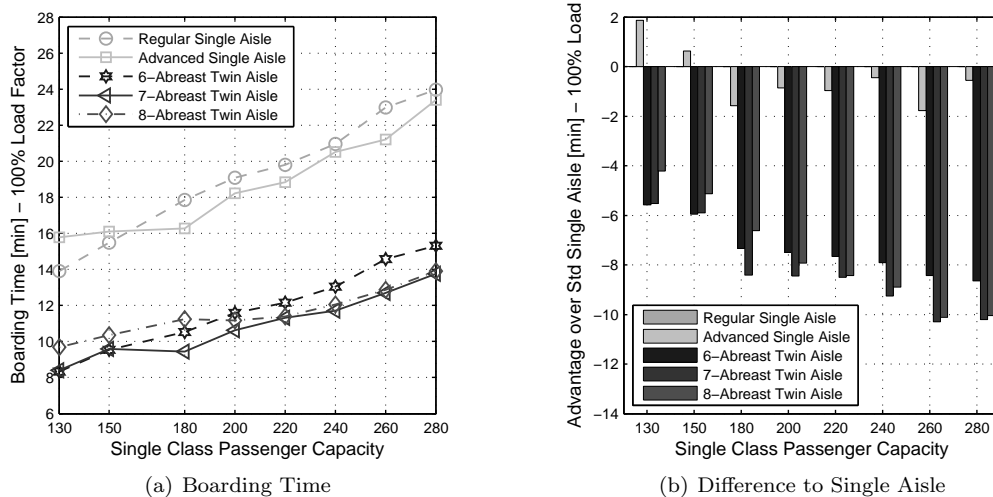 Boarding Time [min] − 100% Load Factor
28
26
24
22
20
18
16
14
12
10
8
6
Regular Single Aisle
Advanced Single Aisle
6−Abreast Twin Aisle
7−Abreast Twin Aisle
8−Abreast Twin Aisle
130 150 180 200 220 240 260 280
Single Class Passenger Capacity
(a) Boarding Time
Advantage over Std Single Aisle [min] − 100% Load
2
0
−2
−4
−6
−8
−10
−12
−14
Regular Single Aisle
Advanced Single Aisle
6−Abreast Twin Aisle
7−Abreast Twin Aisle
8−Abreast Twin Aisle
130 150 180 200 220 240 260 280
Single Class Passenger Capacity
(b) Difference to Single Aisle